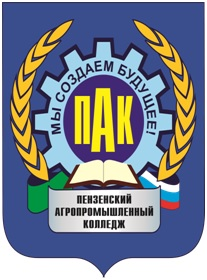 МЫ СОЗДАЕМ БУДУЩЕЕ!
ПАК
ПЕНЗЕНСКИЙ
АГРОПРОМЫШЛЕННЫЙ
КОЛЛЕДЖ